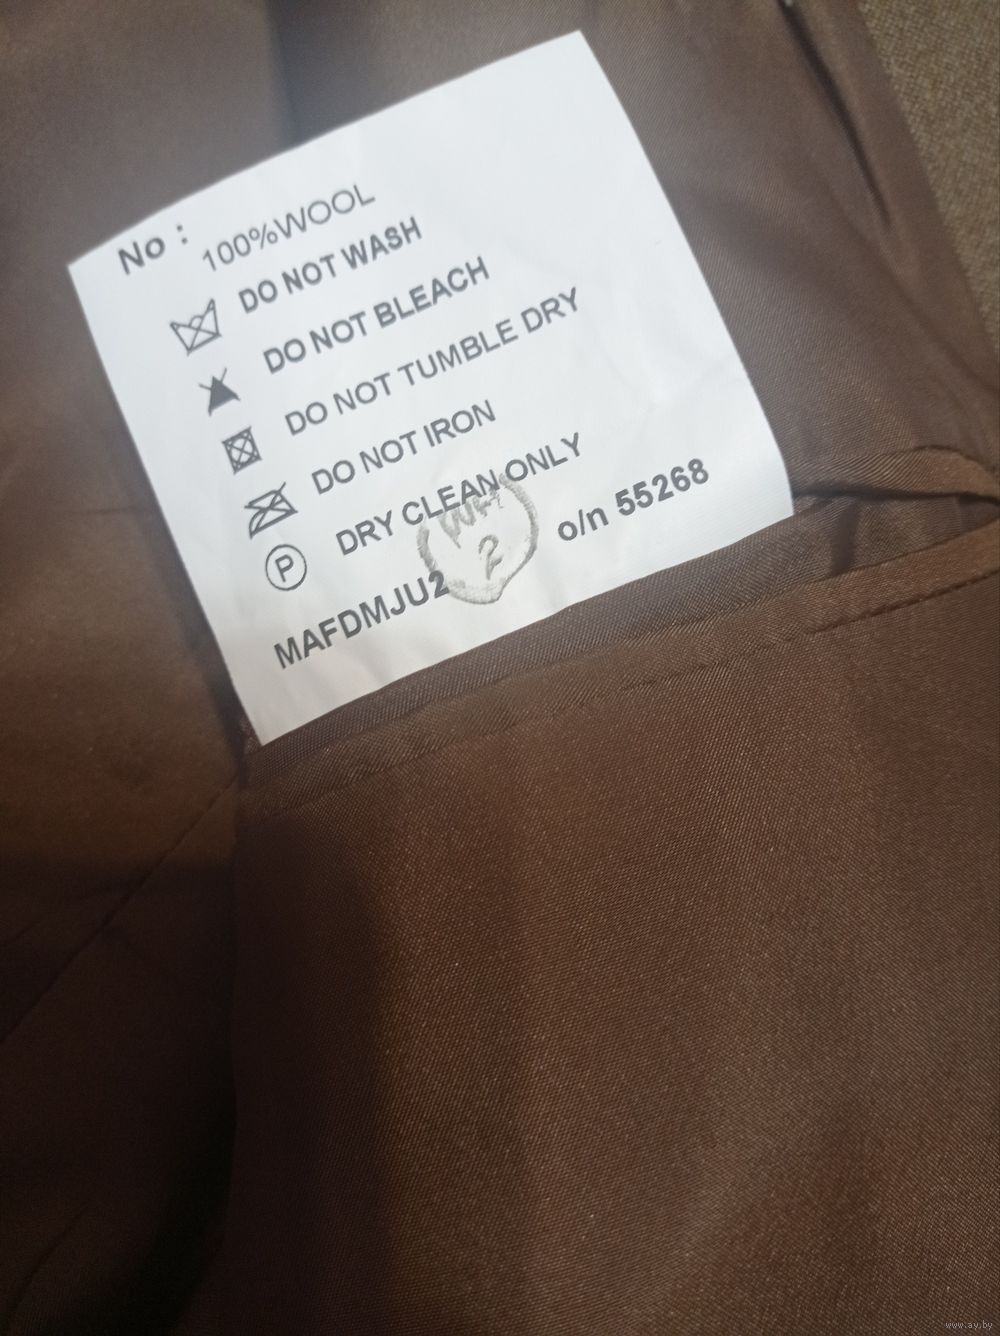 No :
100%WOOL
DO NOT WASH
DO NOT BLEACH
DO NOT TUMBLE DRY
DO NOT IRON
P DRY CLEAN ONLY
MAFDMJU2 o/n 55268
2
www.ay.by